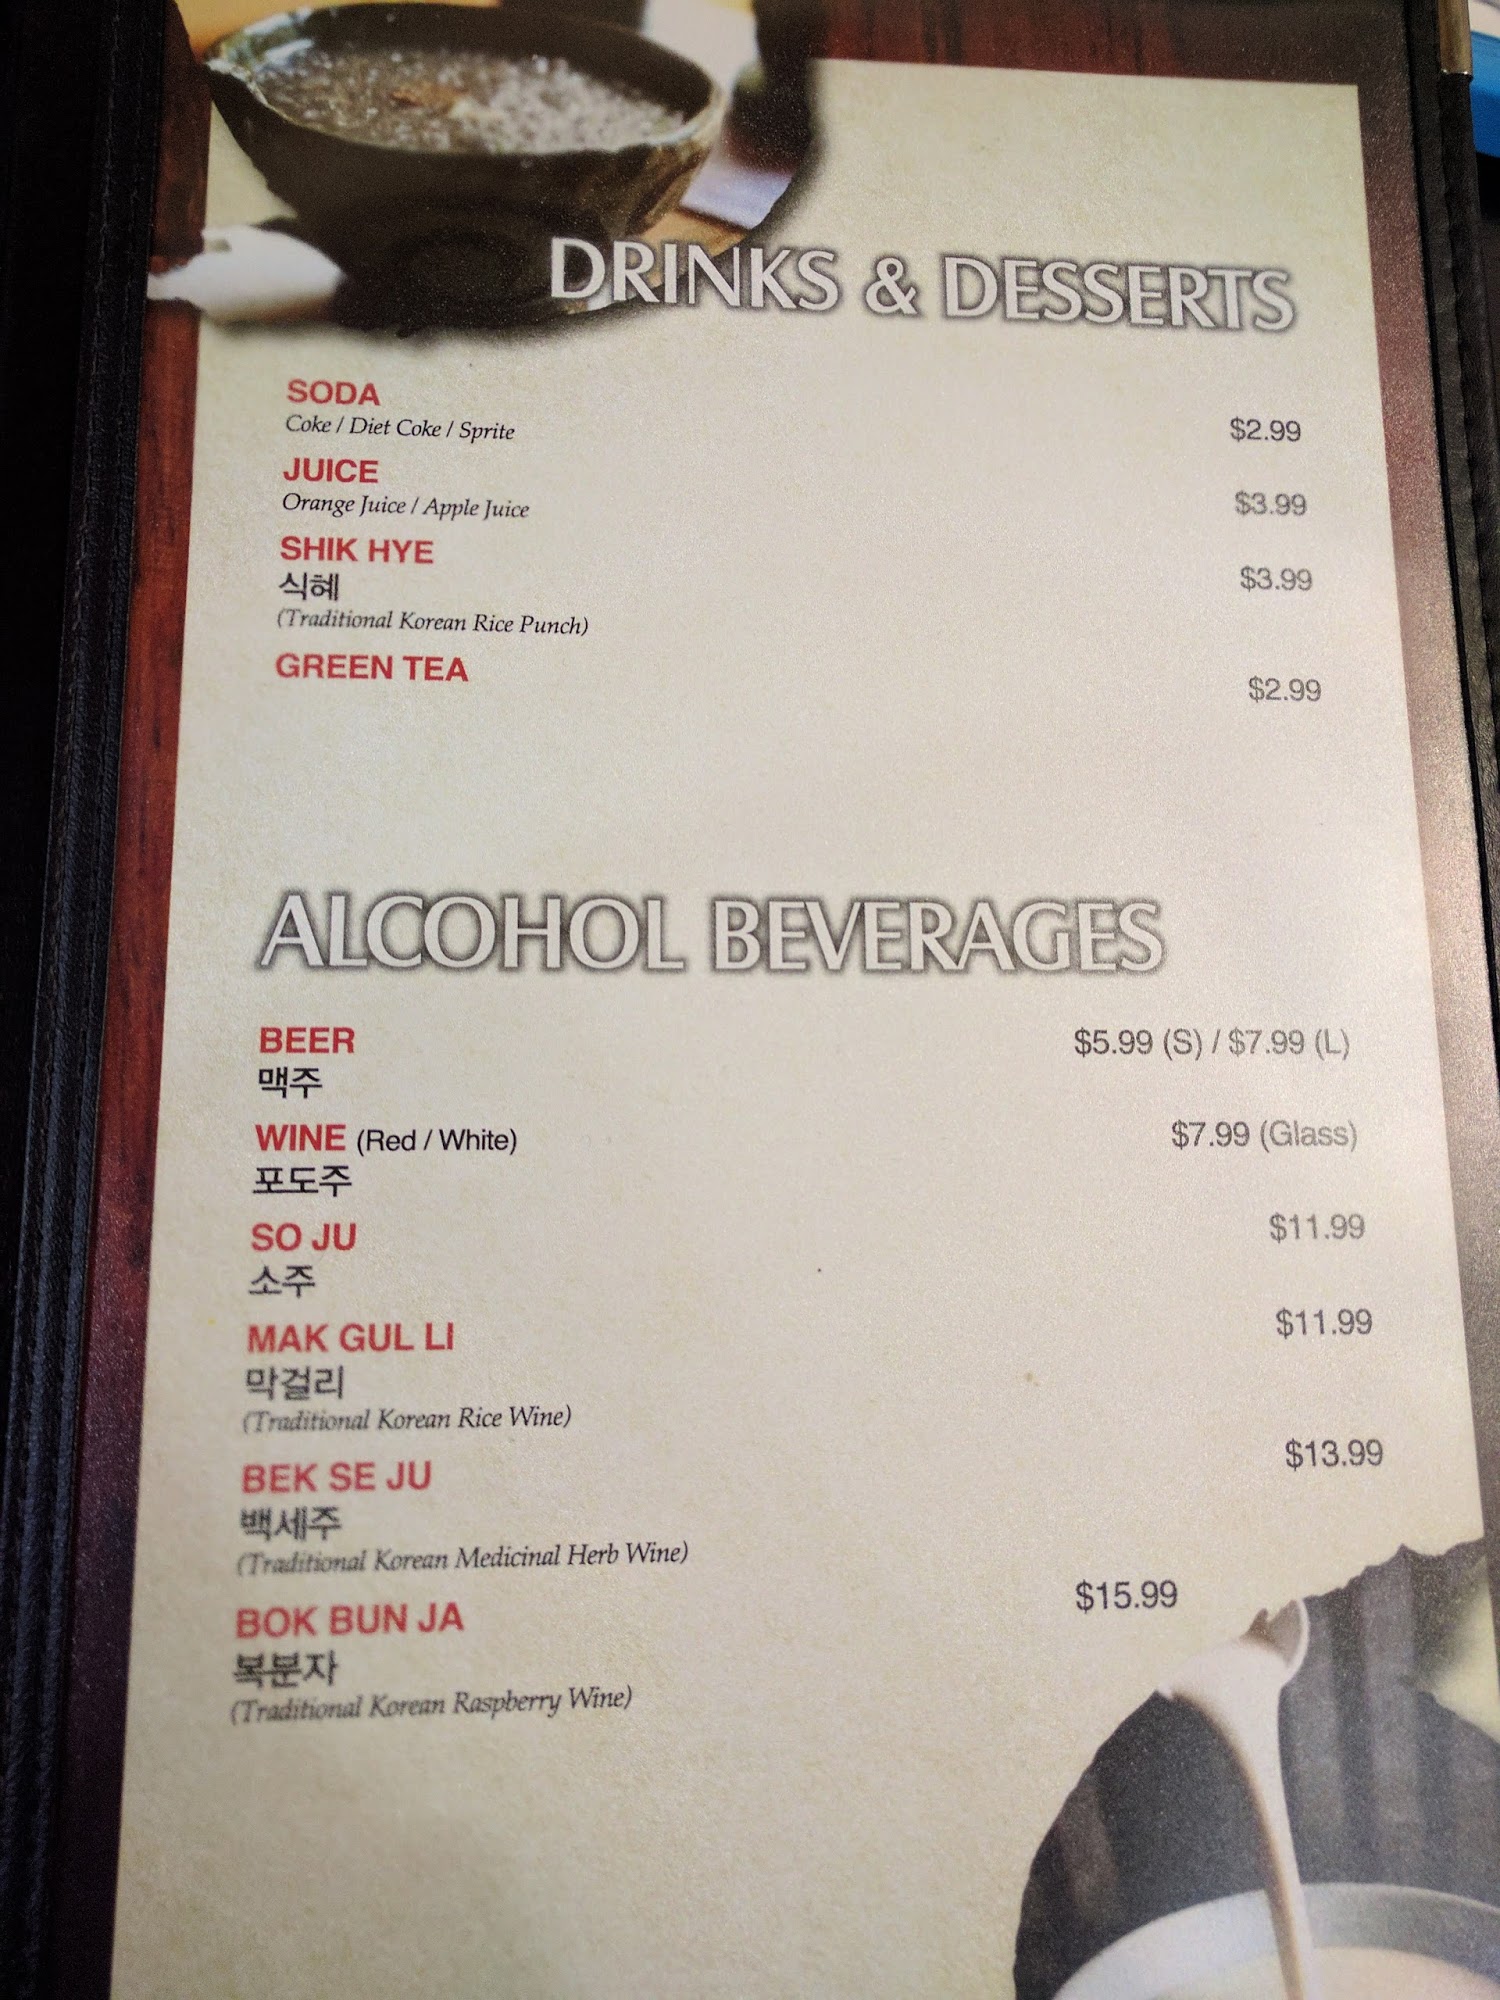 DRINKS & DESSERTS
SODA
Coke / Diet Coke / Sprite $2.99
JUICE
Orange Juice / Apple Juice $3.99
SHIK HYE
식혜 $3.99
(Traditional Korean Rice Punch)
GREEN TEA $2.99
ALCOHOL BEVERAGES
BEER $5.99 (S) / $7.99 (L)
맥주
WINE (Red / White) $7.99 (Glass)
포도주
SO JU $11.99
소주
MAK GUL LI $11.99
막걸리
(Traditional Korean Rice Wine)
BEK SE JU $13.99
백세주
(Traditional Korean Medicinal Herb Wine)
BOK BUN JA $15.99
복분자
(Traditional Korean Raspberry Wine)